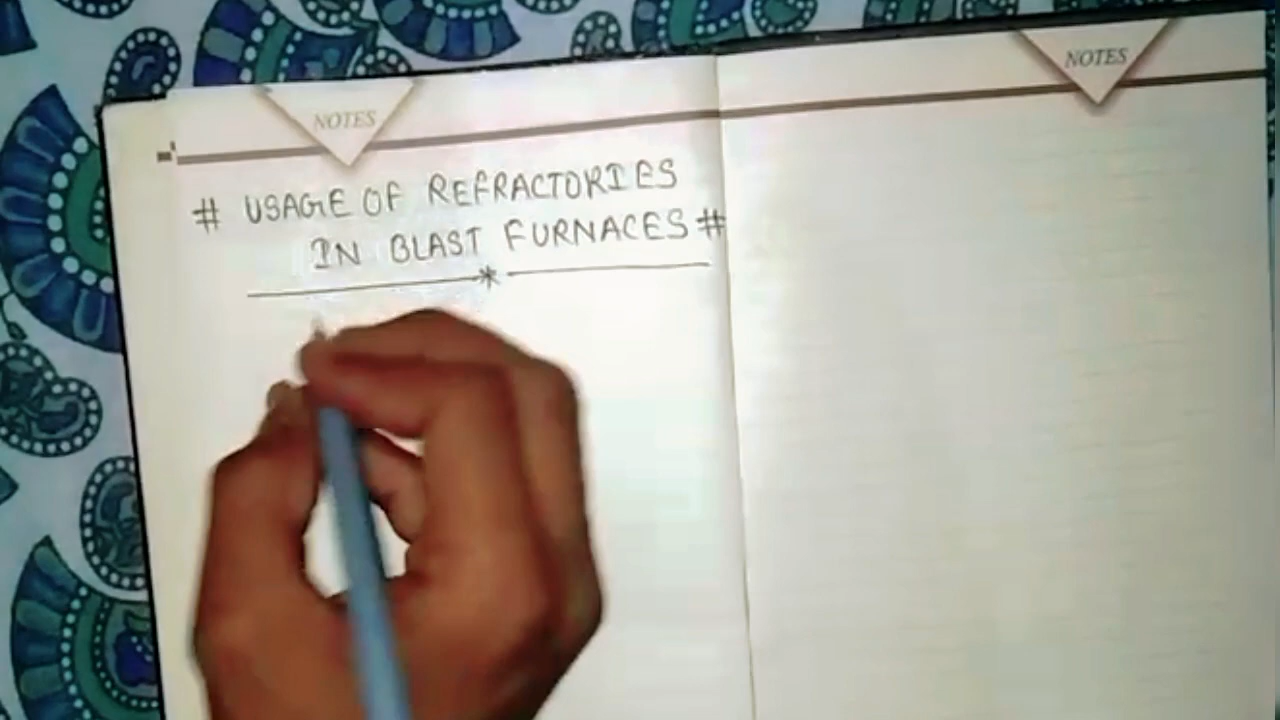 NOTES
NOTES
# USAGE OF REFRACTORIES
IN BLAST FURNACES #